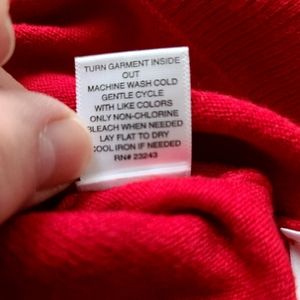 TURN GARMENT INSIDE
OUT
MACHINE WASH COLD
GENTLE CYCLE
WITH LIKE COLORS
ONLY NON-CHLORINE
BLEACH WHEN NEEDED
LAY FLAT TO DRY
COOL IRON IF NEEDED
RN# 23243